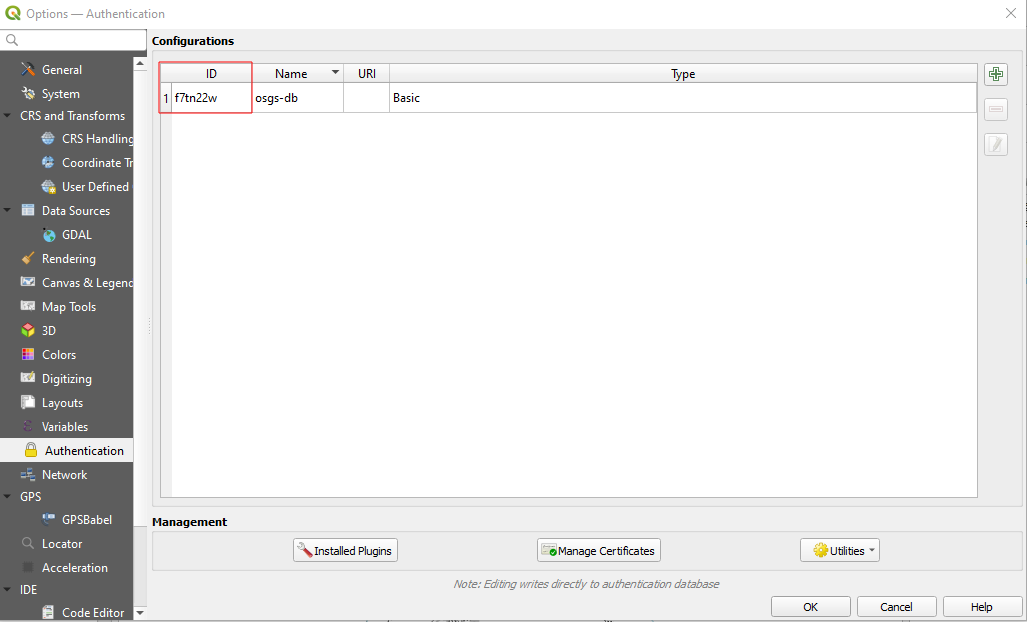 Options — Authentication
General
System
CRS and Transforms
CRS Handling
Coordinate Tr
User Defined
Data Sources
GDAL
Rendering
Canvas & Legend
Map Tools
3D
Colors
Digitizing
Layouts
Variables
Authentication
Network
GPS
GPSBabel
Locator
Acceleration
IDE
Code Editor
Configurations
ID Name URI Type
1 f7tn22w osgs-db Basic
Management
Installed Plugins Manage Certificates Utilities
Note: Editing writes directly to authentication database
OK Cancel Help